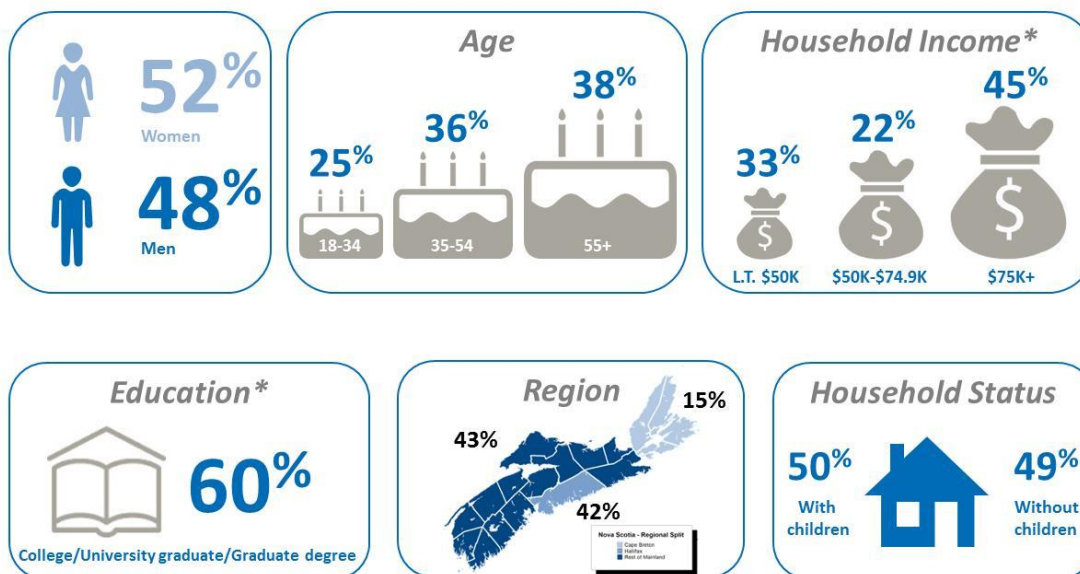 52%
Women
48%
Men
Age
25%
36%
38%
18-34
35-54
55+
Household Income*
33%
22%
45%
$
$
$
L.T. $50K
$50K-$74.9K
$75K+
Education*
60%
College/University graduate/Graduate degree
Region
43%
15%
42%
Nova Scotia - Regional Split
Cape Breton
Halifax
Rest of Mainland
Household Status
50%
With
children
49%
Without
children